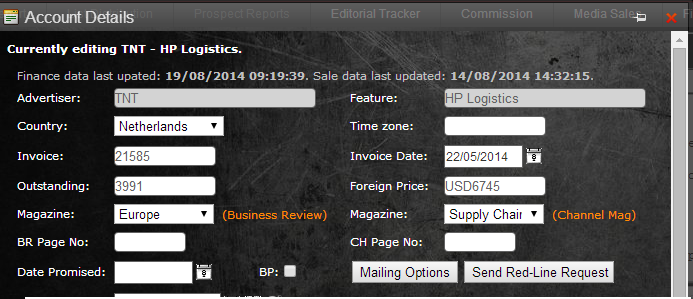 Prospect Reports Editorial Tracker Commission Media Sales
Account Details
Currently editing TNT - HP Logistics.
Finance data last upated: 19/08/2014 09:19:39. Sale data last updated: 14/08/2014 14:32:15.
Advertiser: TNT Feature: HP Logistics
Country: Netherlands Time zone:
Invoice: 21585 Invoice Date: 22/05/2014
Outstanding: 3991 Foreign Price: USD6745
Magazine: Europe (Business Review) Magazine: Supply Chain (Channel Mag)
BR Page No: CH Page No:
Date Promised: BP: Mailing Options Send Red-Line Request